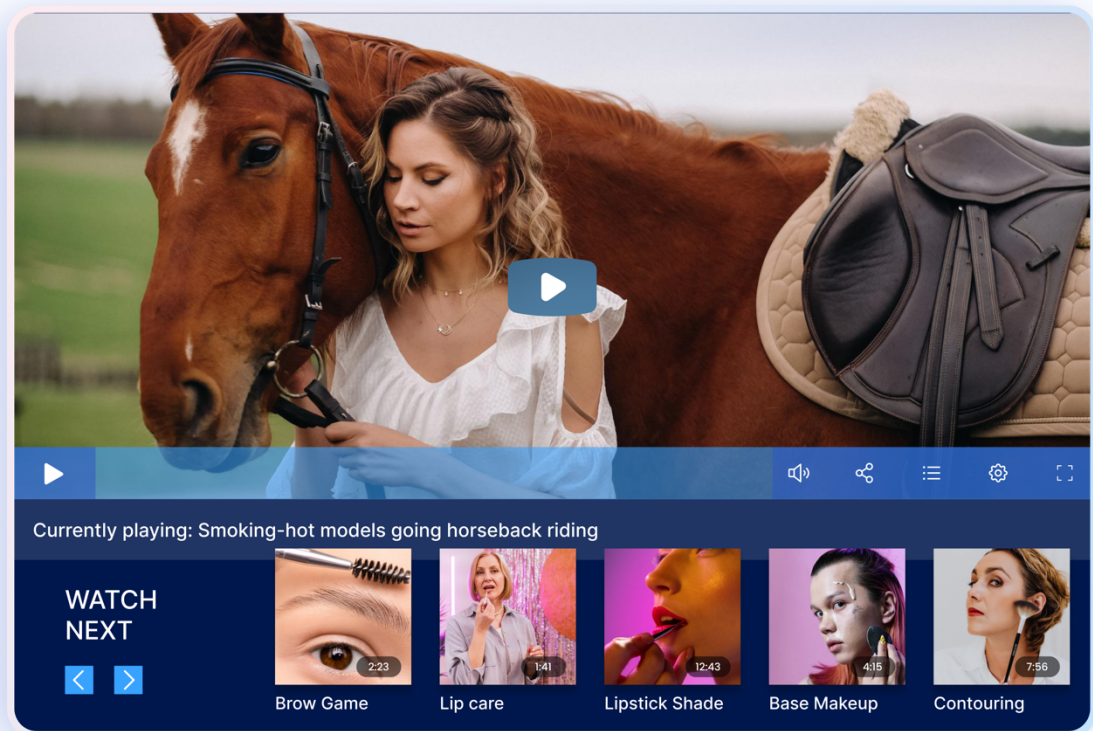 Currently playing: Smoking-hot models going horseback riding
WATCH
NEXT
2:23
1:41
12:43
4:15
7:56
Brow Game
Lip care
Lipstick Shade
Base Makeup
Contouring